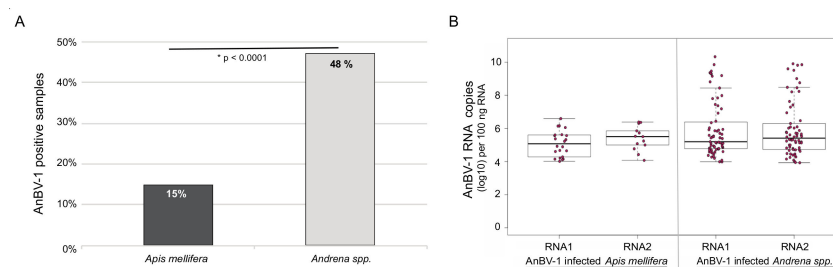 A
50%
40%
30%
20%
10%
0%
AnBV-1 positive samples
* p < 0.0001
15%
48 %
Apis mellifera
Andrena spp.
B
10
8
6
4
2
0
AnBV-1 RNA copies
(log10) per 100 ng RNA
RNA1 RNA2 RNA1 RNA2
AnBV-1 infected Apis mellifera AnBV-1 infected Andrena spp.